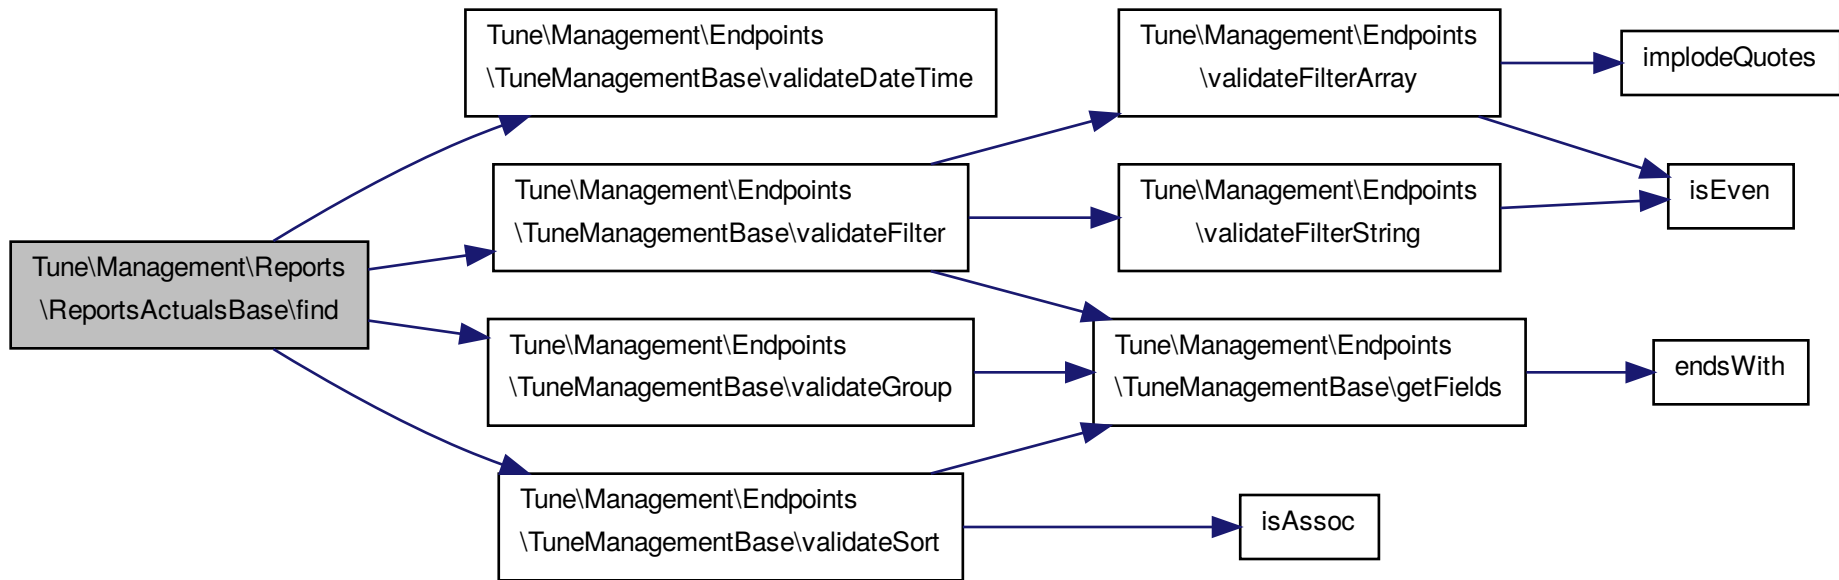 Tune\Management\Reports
\ReportsActualsBase\find
Tune\Management\Endpoints
\TuneManagementBase\validateDateTime
Tune\Management\Endpoints
\TuneManagementBase\validateFilter
Tune\Management\Endpoints
\TuneManagementBase\validateGroup
Tune\Management\Endpoints
\TuneManagementBase\validateSort
Tune\Management\Endpoints
\validateFilterArray
Tune\Management\Endpoints
\validateFilterString
Tune\Management\Endpoints
\TuneManagementBase\getFields
isAssoc
implodeQuotes
isEven
endsWith